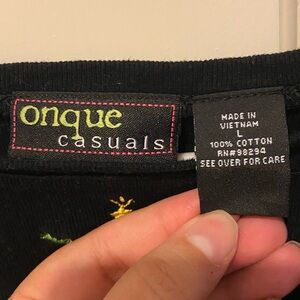 onque
casuals
MADE IN
VIETNAM
L
100% COTTON
RN#98294
SEE OVER FOR CARE